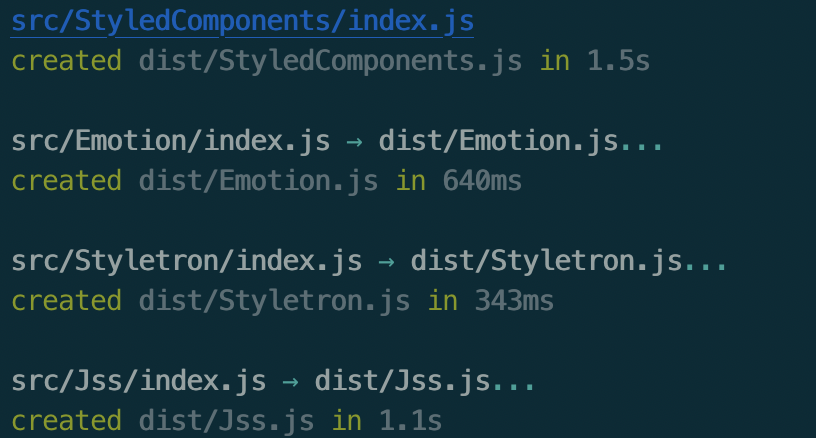 src/StyledComponents/index.js
created dist/StyledComponents.js in 1.5s
src/Emotion/index.js → dist/Emotion.js...
created dist/Emotion.js in 640ms
src/Styletron/index.js → dist/Styletron.js...
created dist/Styletron.js in 343ms
src/Jss/index.js → dist/Jss.js...
created dist/Jss.js in 1.1s